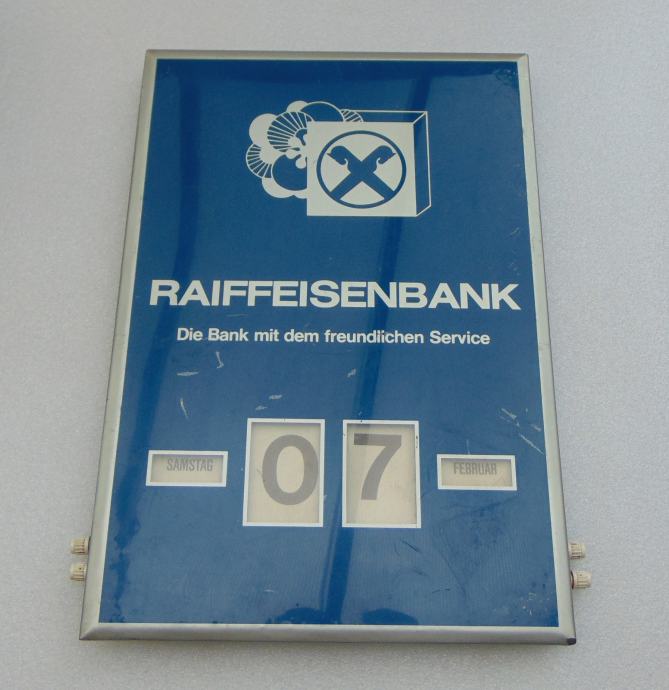 RAIFFEISENBANK
Die Bank mit dem freundlichen Service
SAMSTAG 07 FEBRUAR